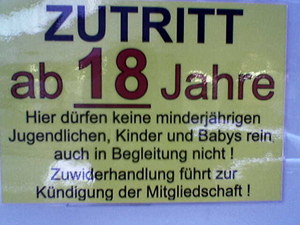 ZUTRITT
ab 18 Jahre
Hier dürfen keine minderjährigen
Jugendlichen, Kinder und Babys rein
auch in Begleitung nicht !
Zuwiderhandlung führt zur
Kündigung der Mitgliedschaft !